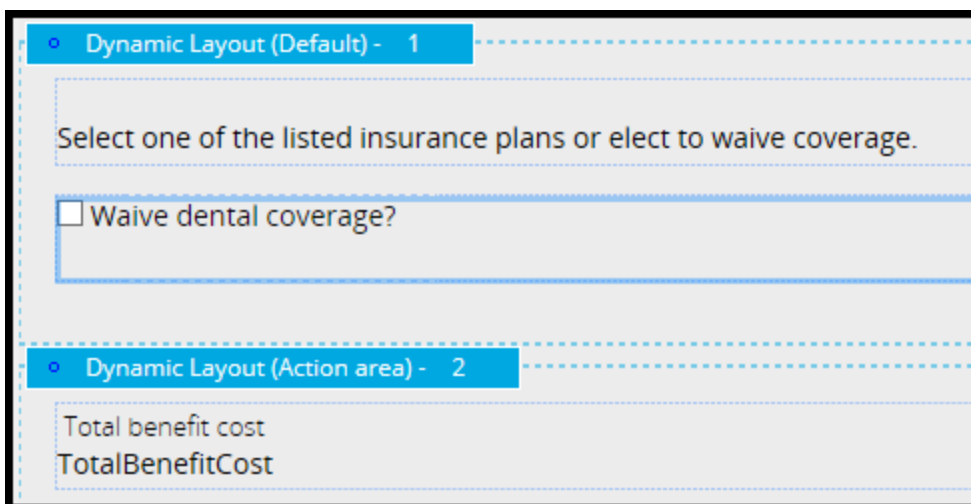 Dynamic Layout (Default) - 1
Select one of the listed insurance plans or elect to waive coverage.
Waive dental coverage?
Dynamic Layout (Action area) - 2
Total benefit cost
TotalBenefitCost